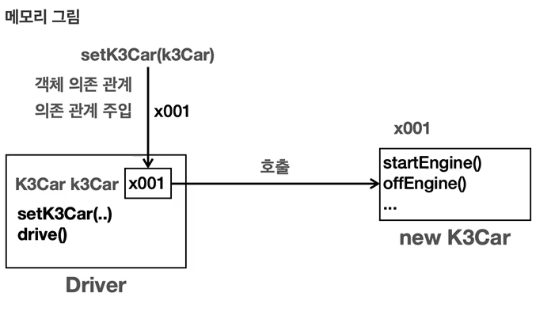 메모리 그림
setK3Car(k3Car)
객체 의존 관계
의존 관계 주입
x001
x001
호출
K3Car k3Car
x001
startEngine()
offEngine()
...
setK3Car(..)
drive()
new K3Car
Driver